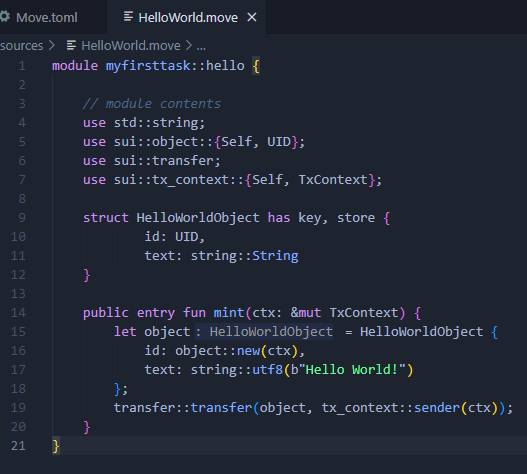 Move.toml HelloWorld.move ×
sources > HelloWorld.move > ...
1 module myfirsttask::hello {
2
3 // module contents
4 use std::string;
5 use sui::object::{Self, UID};
6 use sui::transfer;
7 use sui::tx_context::{Self, TxContext};
8
9 struct HelloWorldObject has key, store {
10 id: UID,
11 text: string::String
12 }
13
14 public entry fun mint(ctx: &mut TxContext) {
15 let object: HelloWorldObject = HelloWorldObject {
16 id: object::new(ctx),
17 text: string::utf8(b"Hello World!")
18 };
19 transfer::transfer(object, tx_context::sender(ctx));
20 }
21 }